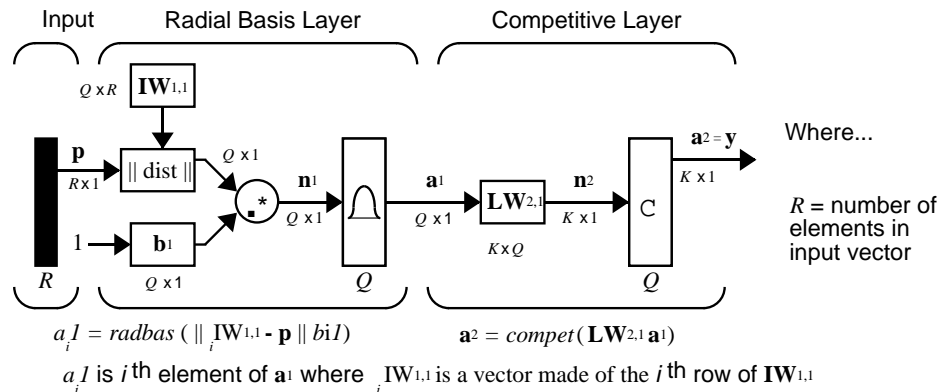 Input Radial Basis Layer Competitive Layer
Q x R IW1,1
p R x 1 || dist || Q x 1
.* n1 Q x 1
a1 Q x 1 LW2,1 n2 K x 1 C a2 = y K x 1
K x Q
1 b1 Q x 1
R Q Q
Where...
R = number of
elements in
input vector
ai1 = radbas ( || iIW1,1 - p || bi1) a2 = compet( LW2,1 a1)
ai1 is i th element of a1 where iIW1,1 is a vector made of the i th row of IW1,1